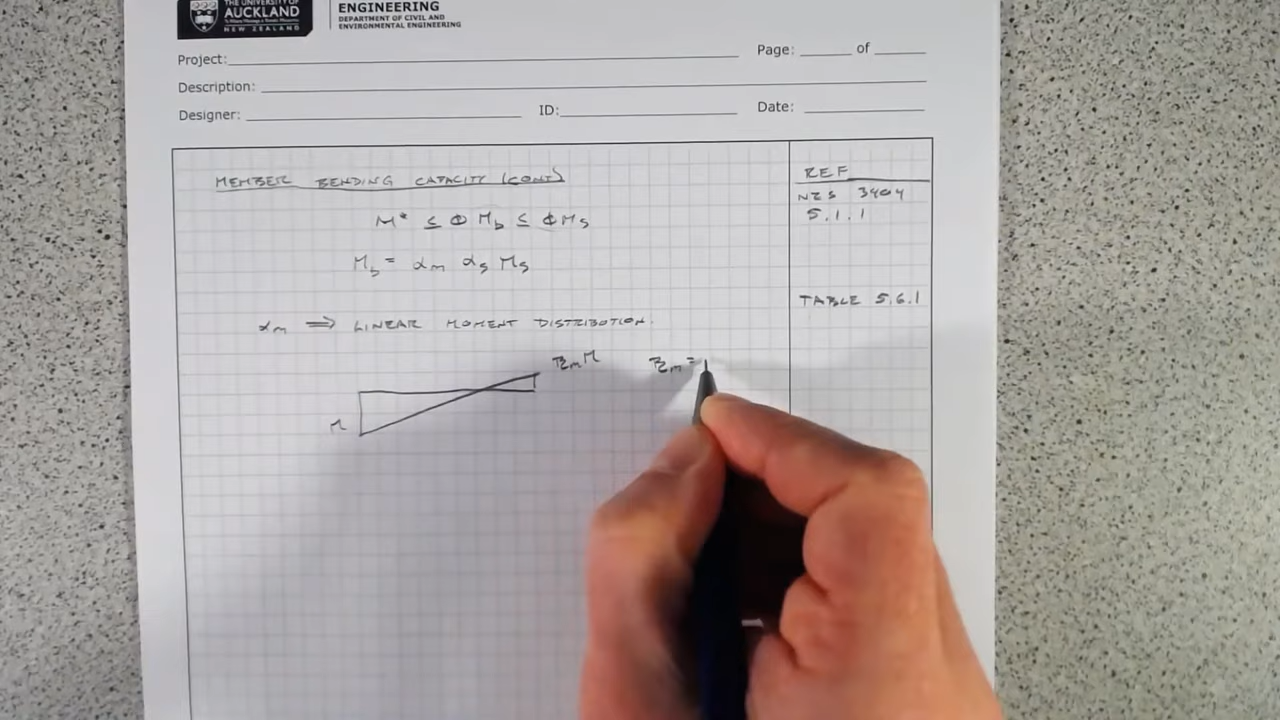 THE UNIVERSITY OF
AUCKLAND
NEW ZEALAND
ENGINEERING
DEPARTMENT OF CIVIL AND
ENVIRONMENTAL ENGINEERING
Project:
Page: of
Description:
Designer: ID: Date:
MEMBER BENDING CAPACITY (CONT)
REF
NZS 3404
5.1.1
M* ≤ Φ Mb ≤ ΦMs
Mb = αm αs Ms
TABLE 5.6.1
αm ⇒ LINEAR MOMENT DISTRIBUTION.
βmM βm =
M